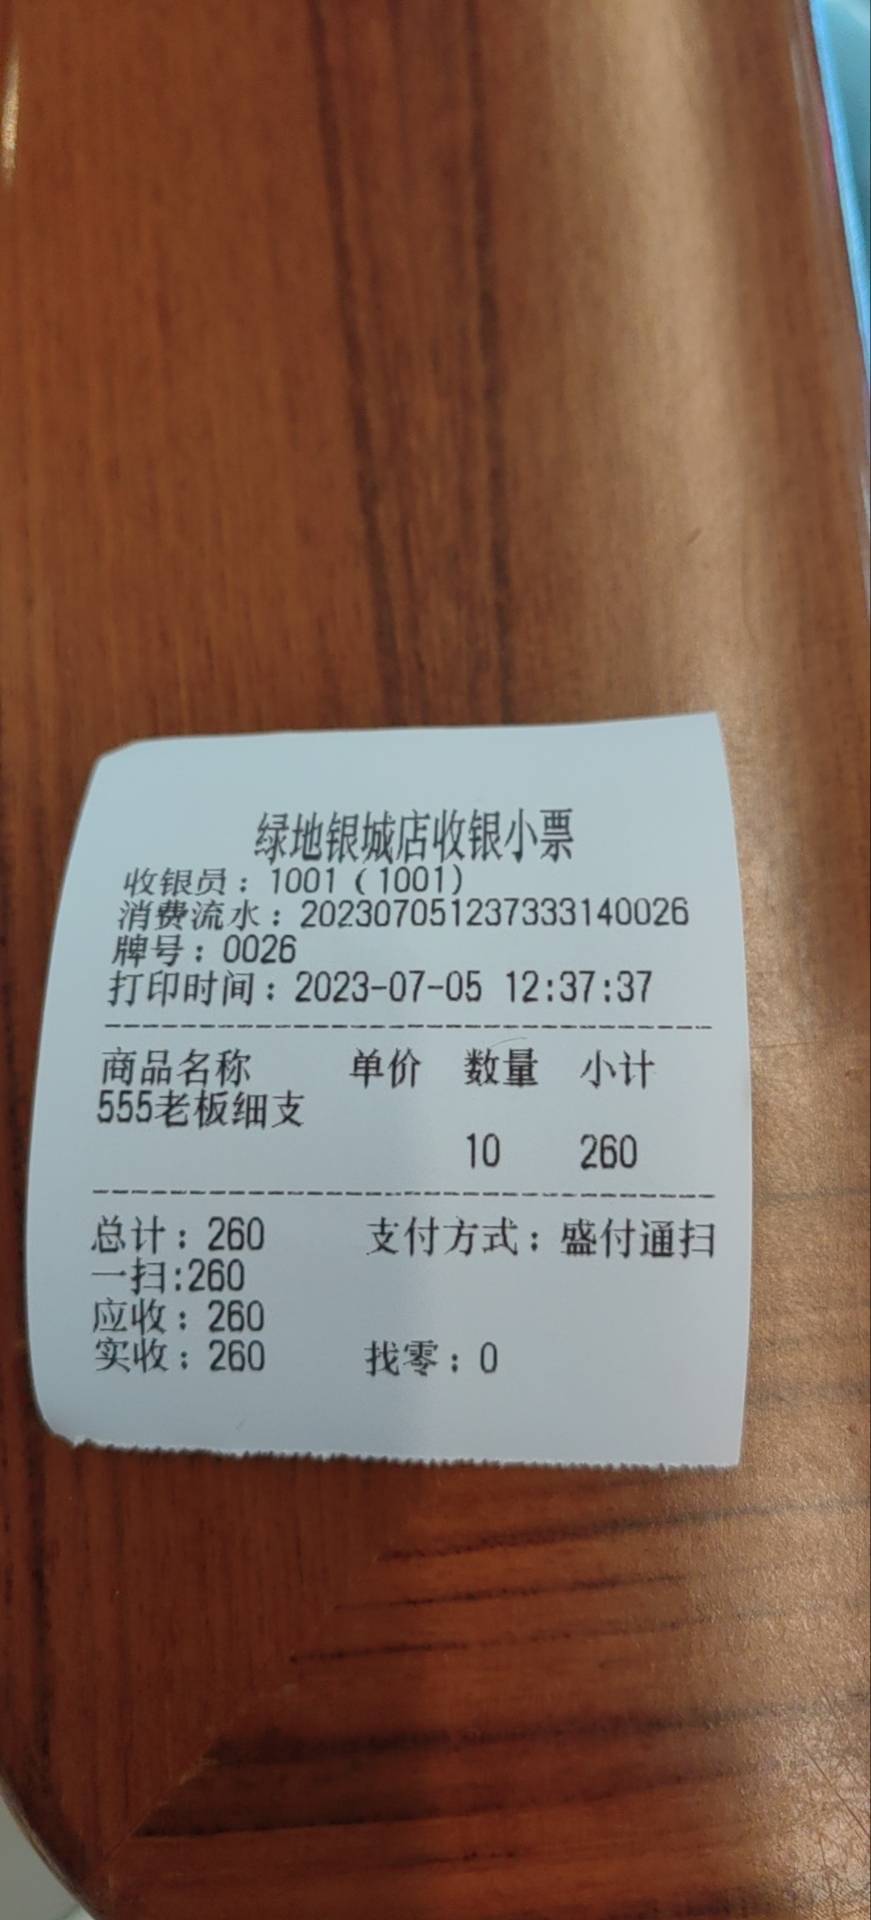 绿地银城店收银小票
收银员：1001（1001）
消费流水：202307051237333140026
牌号：0026
打印时间：2023-07-05 12:37:37
商品名称 单价 数量 小计
555老板细支
10 260
总计：260 支付方式：盛付通扫
一扫:260
应收：260
实收：260 找零：0